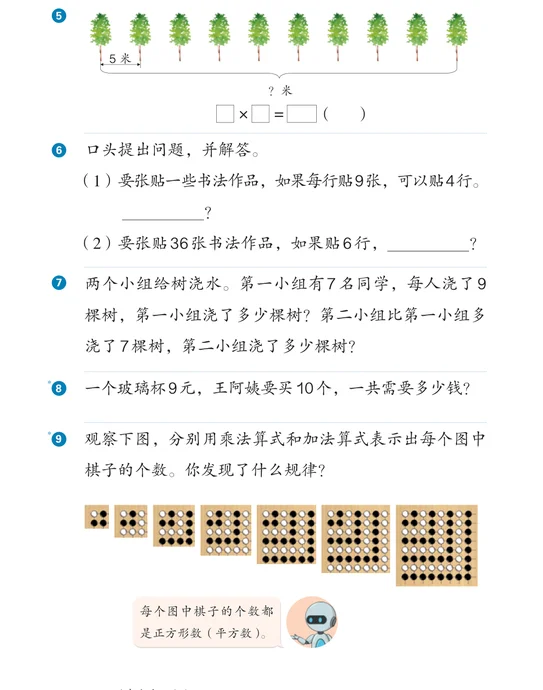 5
5 米
? 米
□×□=□( )
6 口头提出问题，并解答。
（1）要张贴一些书法作品，如果每行贴9张，可以贴4行。
________?
（2）要张贴36张书法作品，如果贴6行，________?
7 两个小组给树浇水。第一小组有7名同学，每人浇了9
棵树，第一小组浇了多少棵树？第二小组比第一小组多
浇了7棵树，第二小组浇了多少棵树？
*8 一个玻璃杯9元，王阿姨要买10个，一共需要多少钱？
*9 观察下图，分别用乘法算式和加法算式表示出每个图中
棋子的个数。你发现了什么规律？
每个图中棋子的个数都
是正方形数（平方数）。